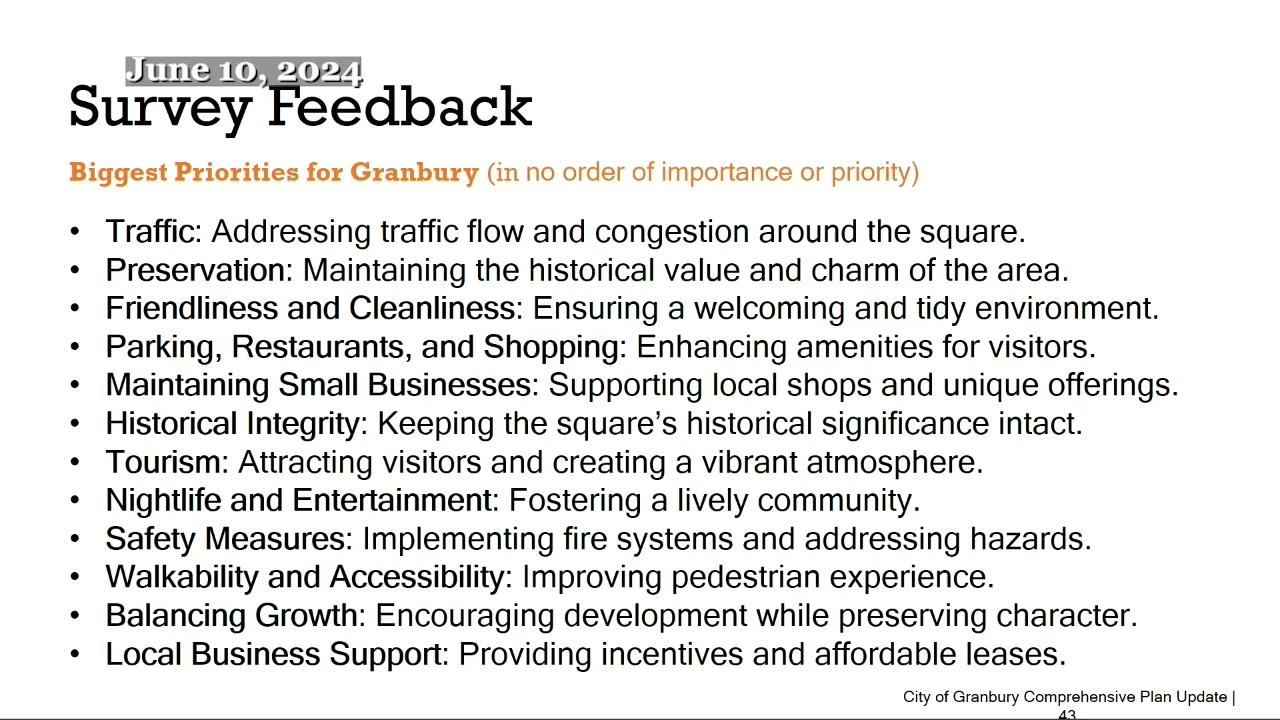 June 10, 2024
Survey Feedback
Biggest Priorities for Granbury (in no order of importance or priority)
• Traffic: Addressing traffic flow and congestion around the square.
• Preservation: Maintaining the historical value and charm of the area.
• Friendliness and Cleanliness: Ensuring a welcoming and tidy environment.
• Parking, Restaurants, and Shopping: Enhancing amenities for visitors.
• Maintaining Small Businesses: Supporting local shops and unique offerings.
• Historical Integrity: Keeping the square’s historical significance intact.
• Tourism: Attracting visitors and creating a vibrant atmosphere.
• Nightlife and Entertainment: Fostering a lively community.
• Safety Measures: Implementing fire systems and addressing hazards.
• Walkability and Accessibility: Improving pedestrian experience.
• Balancing Growth: Encouraging development while preserving character.
• Local Business Support: Providing incentives and affordable leases.
City of Granbury Comprehensive Plan Update |
43